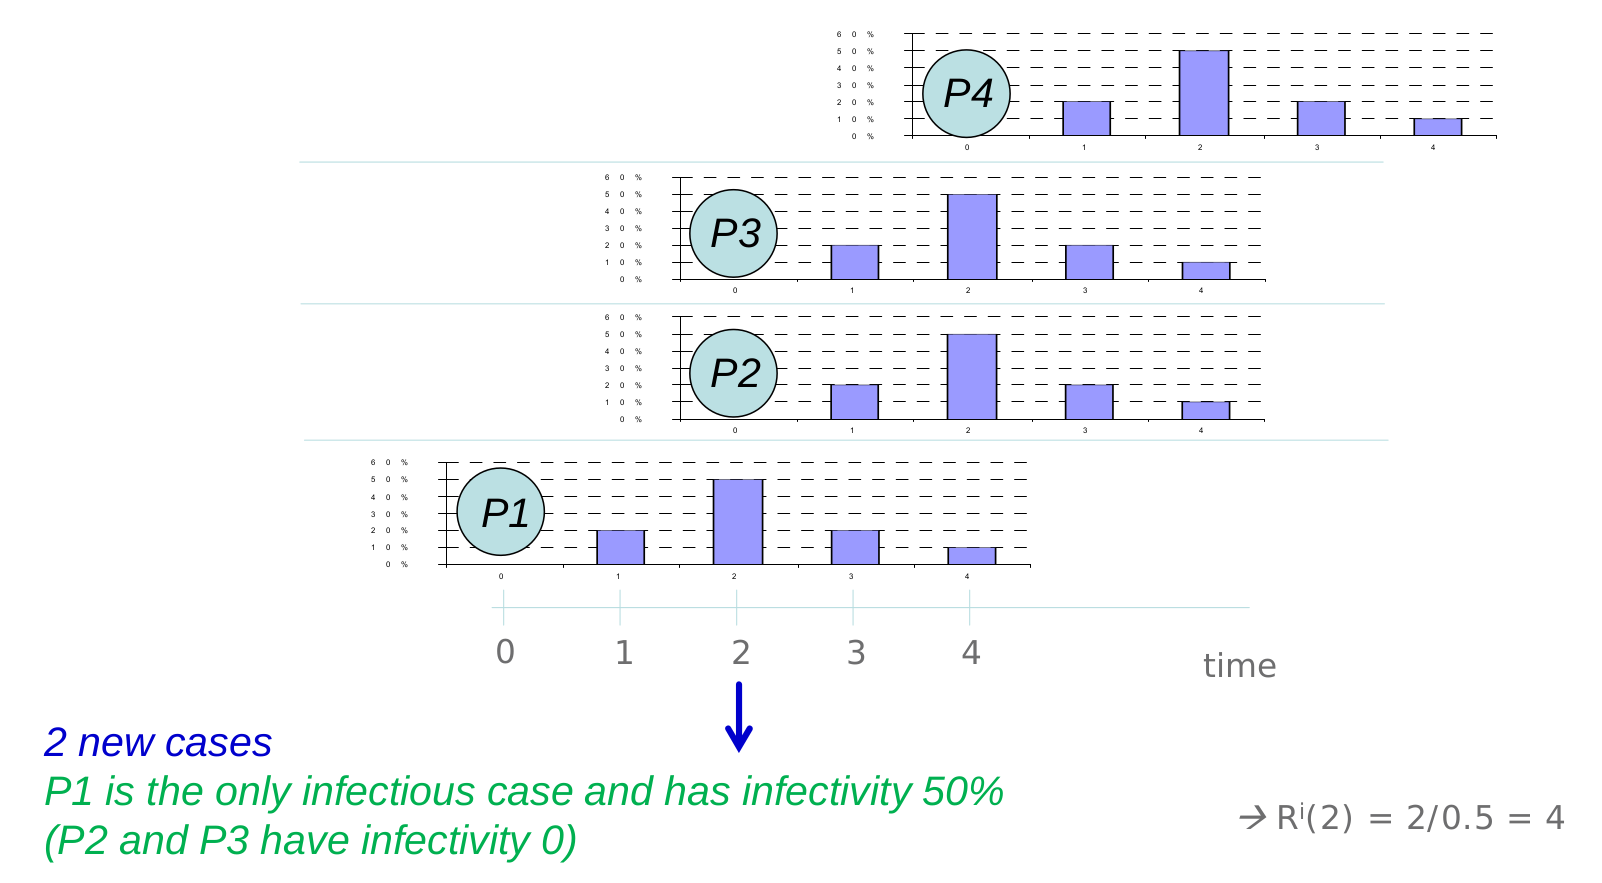 60%
50%
40%
30%
20%
10%
0%
P4
0 1 2 3 4
60%
50%
40%
30%
20%
10%
0%
P3
0 1 2 3 4
60%
50%
40%
30%
20%
10%
0%
P2
0 1 2 3 4
60%
50%
40%
30%
20%
10%
0%
P1
0 1 2 3 4
0 1 2 3 4
time
2 new cases
P1 is the only infectious case and has infectivity 50%
(P2 and P3 have infectivity 0)
→ Rⁱ(2) = 2/0.5 = 4